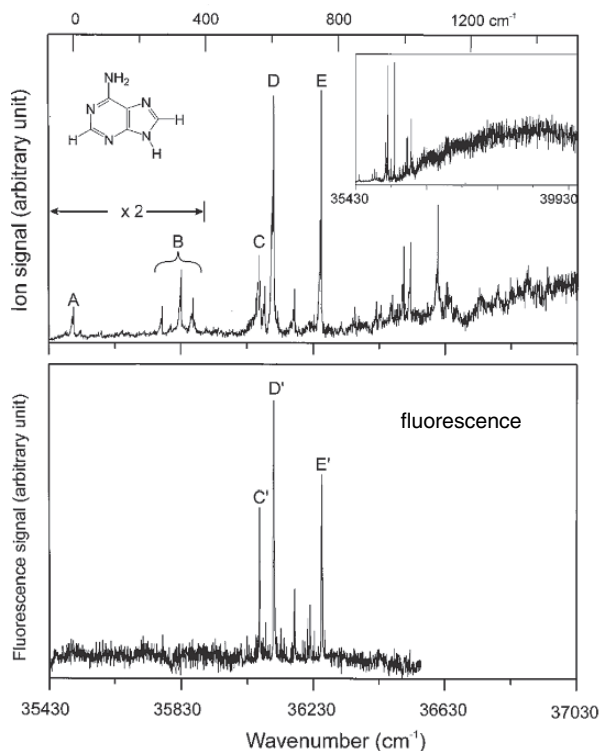 0 400 800 1200 cm⁻¹
D E
NH₂
N N
H N N H
H
35430 39930
x 2
B
C
A
Ion signal (arbitrary unit)
D'
fluorescence
E'
C'
Fluorescence signal (arbitrary unit)
35430 35830 36230 36630 37030
Wavenumber (cm⁻¹)